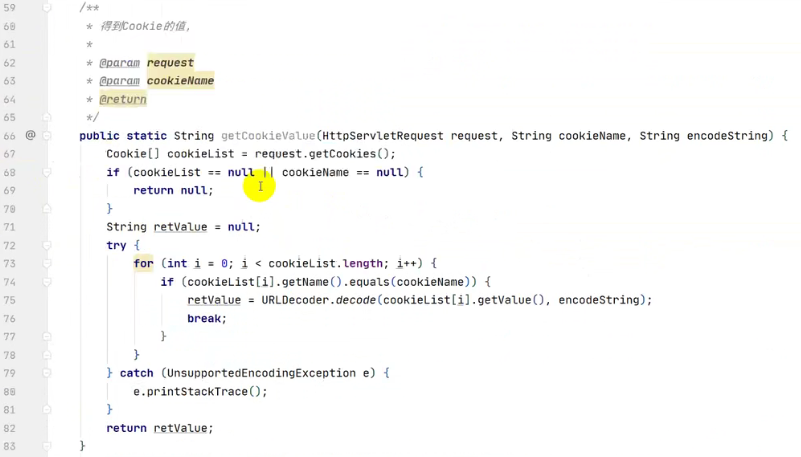 59 /**
60 * 得到Cookie的值,
61 *
62 * @param request
63 * @param cookieName
64 * @return
65 */
66 @ public static String getCookieValue(HttpServletRequest request, String cookieName, String encodeString) {
67 Cookie[] cookieList = request.getCookies();
68 if (cookieList == null || cookieName == null) {
69 return null;
70 }
71 String retValue = null;
72 try {
73 for (int i = 0; i < cookieList.length; i++) {
74 if (cookieList[i].getName().equals(cookieName)) {
75 retValue = URLDecoder.decode(cookieList[i].getValue(), encodeString);
76 break;
77 }
78 }
79 } catch (UnsupportedEncodingException e) {
80 e.printStackTrace();
81 }
82 return retValue;
83 }